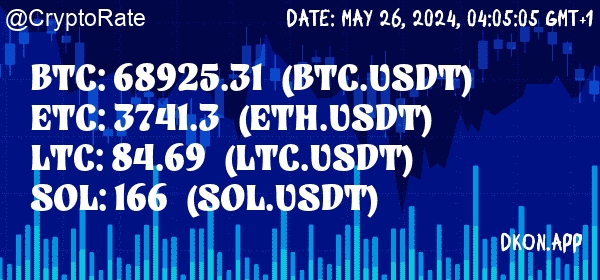 @CryptoRate
DATE: MAY 26, 2024, 04:05:05 GMT+1
BTC: 68925.31 (BTC.USDT)
ETC: 3741.3 (ETH.USDT)
LTC: 84.69 (LTC.USDT)
SOL: 166 (SOL.USDT)
DKON.APP